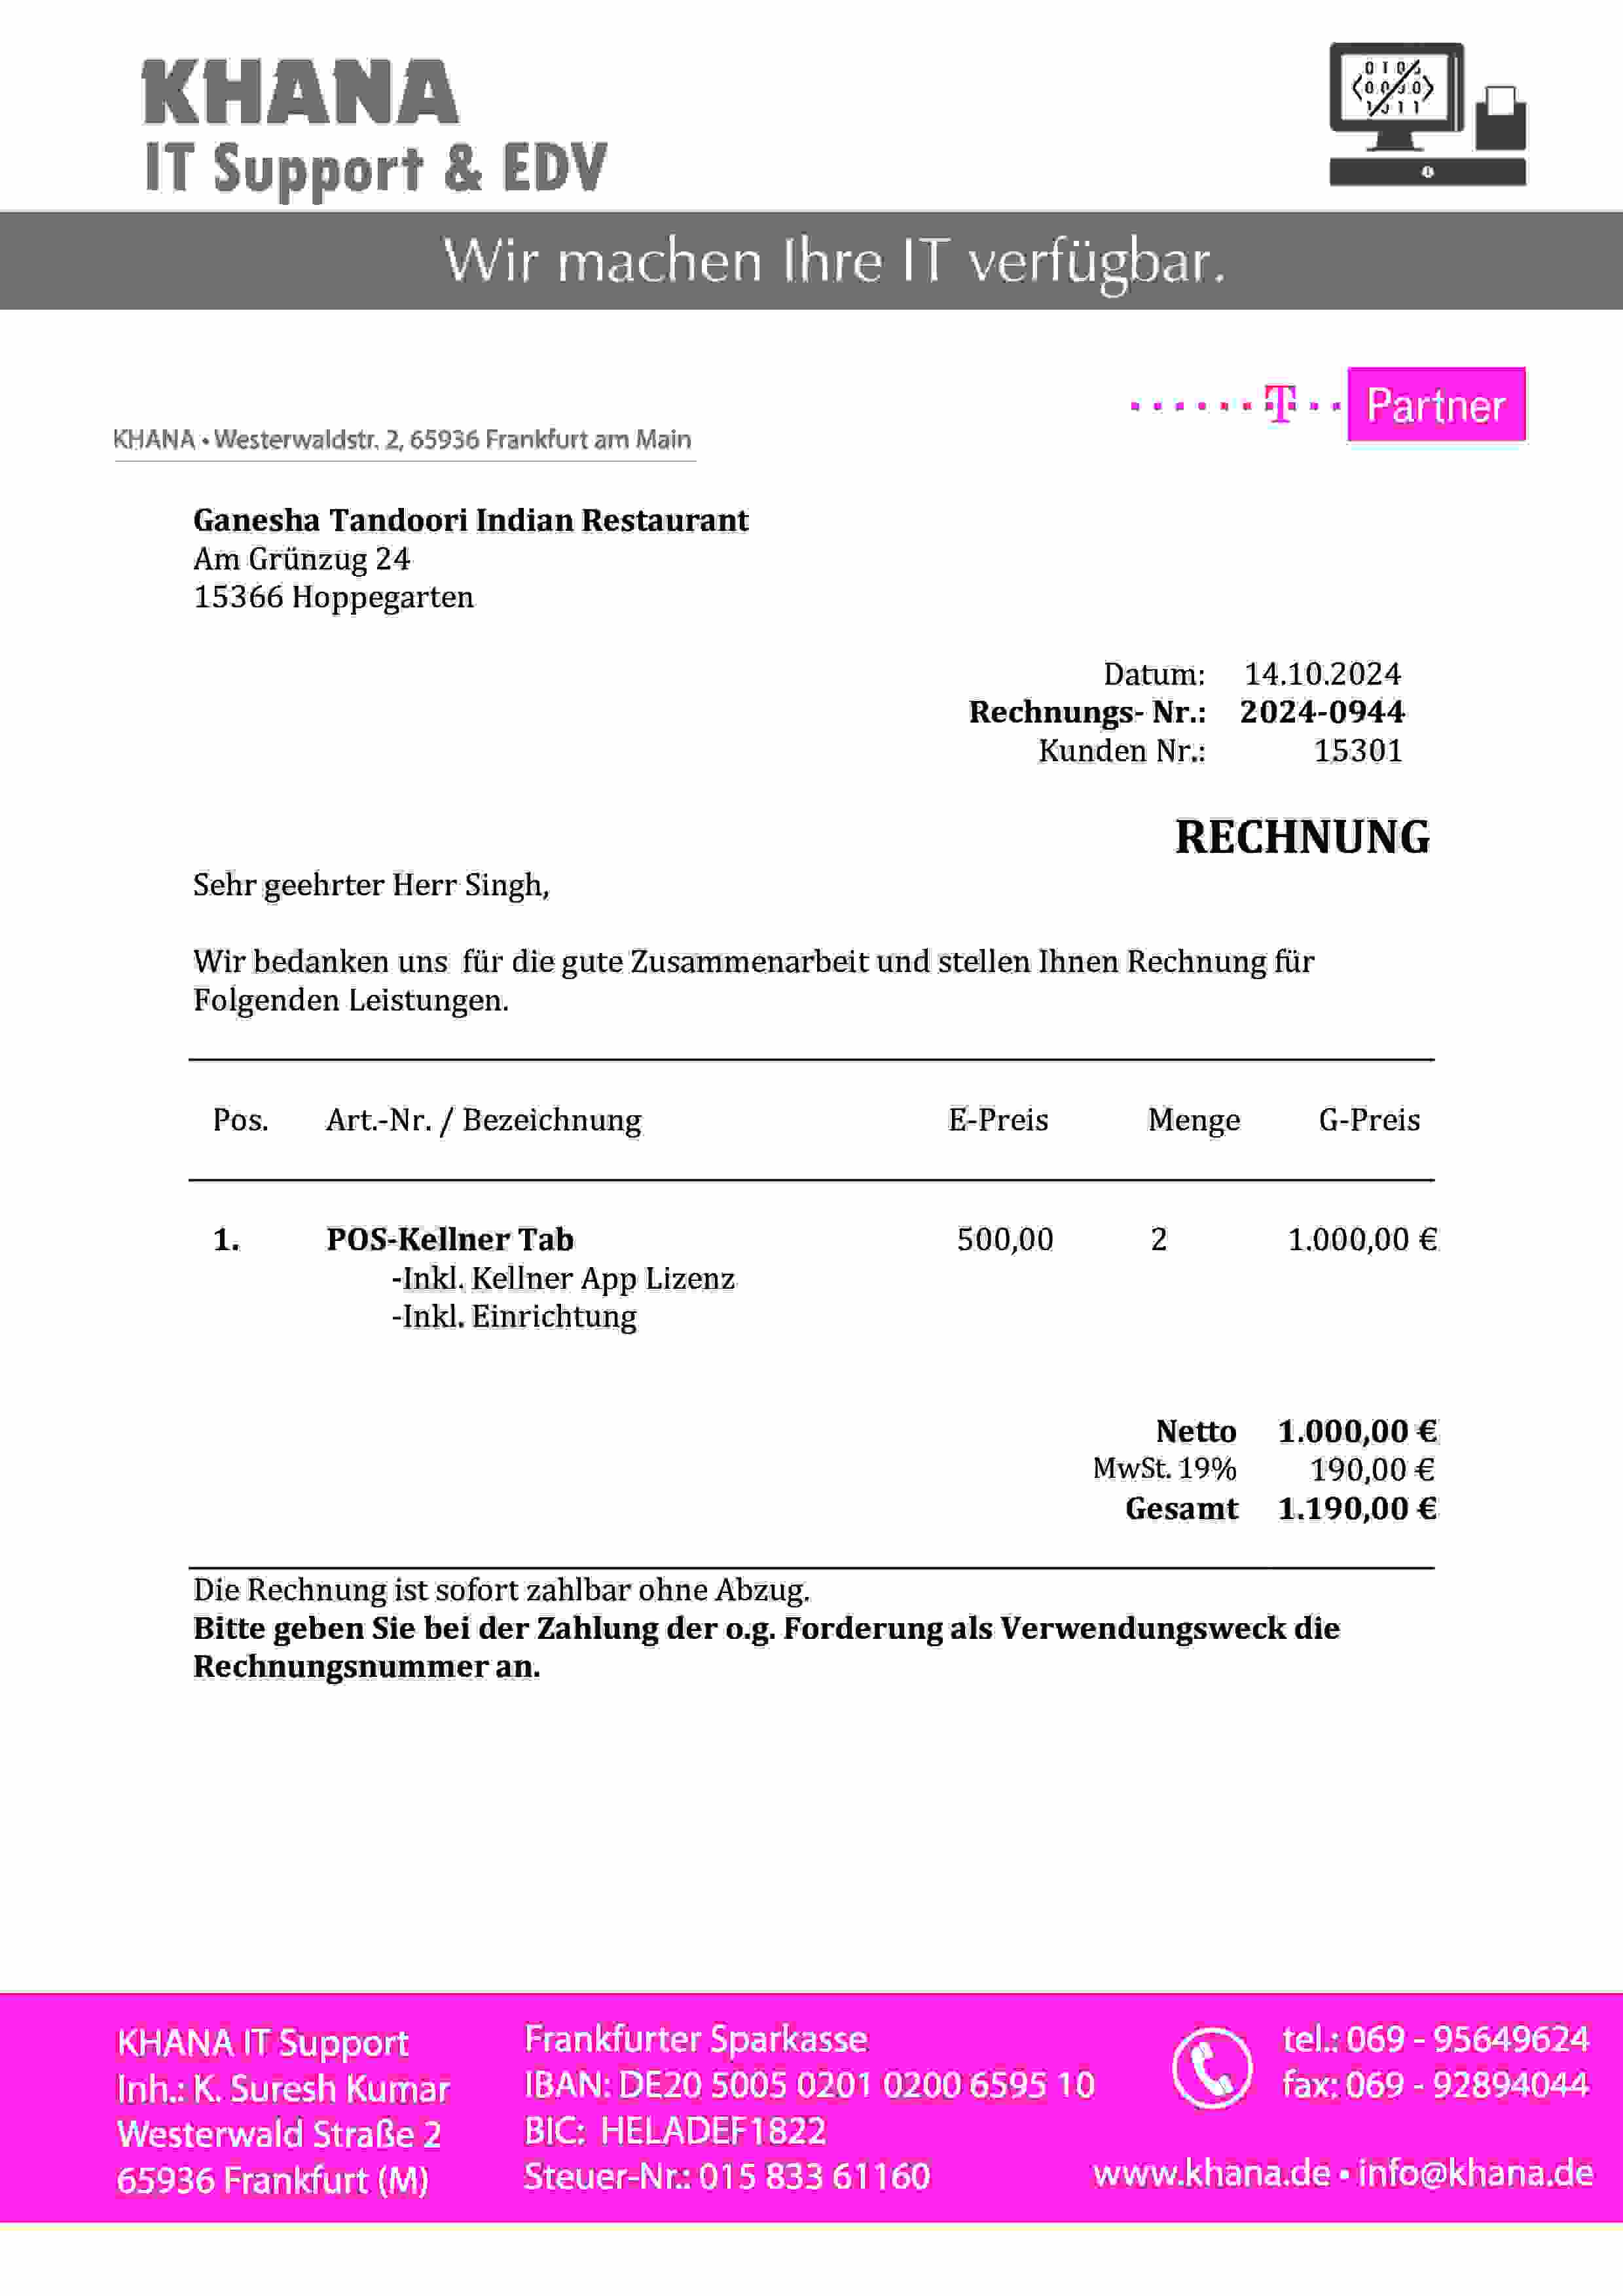 KHANA
IT Support & EDV
Wir machen Ihre IT verfügbar.
T Partner
KHANA • Westerwaldstr. 2, 65936 Frankfurt am Main
Ganesha Tandoori Indian Restaurant
Am Grünzug 24
15366 Hoppegarten
Datum: 14.10.2024
Rechnungs- Nr.: 2024-0944
Kunden Nr.: 15301
RECHNUNG
Sehr geehrter Herr Singh,
Wir bedanken uns für die gute Zusammenarbeit und stellen Ihnen Rechnung für
Folgenden Leistungen.
Pos. Art.-Nr. / Bezeichnung E-Preis Menge G-Preis
1. POS-Kellner Tab 500,00 2 1.000,00 €
-Inkl. Kellner App Lizenz
-Inkl. Einrichtung
Netto 1.000,00 €
MwSt. 19% 190,00 €
Gesamt 1.190,00 €
Die Rechnung ist sofort zahlbar ohne Abzug.
Bitte geben Sie bei der Zahlung der o.g. Forderung als Verwendungsweck die
Rechnungsnummer an.
KHANA IT Support
Inh.: K. Suresh Kumar
Westerwald Straße 2
65936 Frankfurt (M)
Frankfurter Sparkasse
IBAN: DE20 5005 0201 0200 6595 10
BIC: HELADEF1822
Steuer-Nr.: 015 833 61160
tel.: 069 - 95649624
fax: 069 - 92894044
www.khana.de • info@khana.de